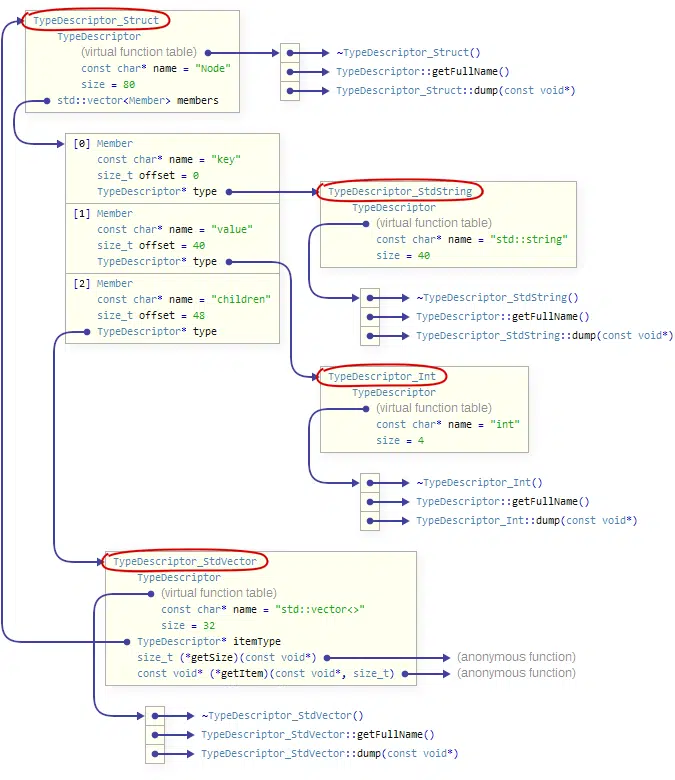 TypeDescriptor_Struct
TypeDescriptor
(virtual function table)
const char* name = "Node"
size = 80
std::vector<Member> members
~TypeDescriptor_Struct()
TypeDescriptor::getFullName()
TypeDescriptor_Struct::dump(const void*)
[0] Member
const char* name = "key"
size_t offset = 0
TypeDescriptor* type
[1] Member
const char* name = "value"
size_t offset = 40
TypeDescriptor* type
[2] Member
const char* name = "children"
size_t offset = 48
TypeDescriptor* type
TypeDescriptor_StdString
TypeDescriptor
(virtual function table)
const char* name = "std::string"
size = 40
~TypeDescriptor_StdString()
TypeDescriptor::getFullName()
TypeDescriptor_StdString::dump(const void*)
TypeDescriptor_Int
TypeDescriptor
(virtual function table)
const char* name = "int"
size = 4
~TypeDescriptor_Int()
TypeDescriptor::getFullName()
TypeDescriptor_Int::dump(const void*)
TypeDescriptor_StdVector
TypeDescriptor
(virtual function table)
const char* name = "std::vector<>"
size = 32
TypeDescriptor* itemType
size_t (*getSize)(const void*)
(anonymous function)
const void* (*getItem)(const void*, size_t)
(anonymous function)
~TypeDescriptor_StdVector()
TypeDescriptor_StdVector::getFullName()
TypeDescriptor_StdVector::dump(const void*)